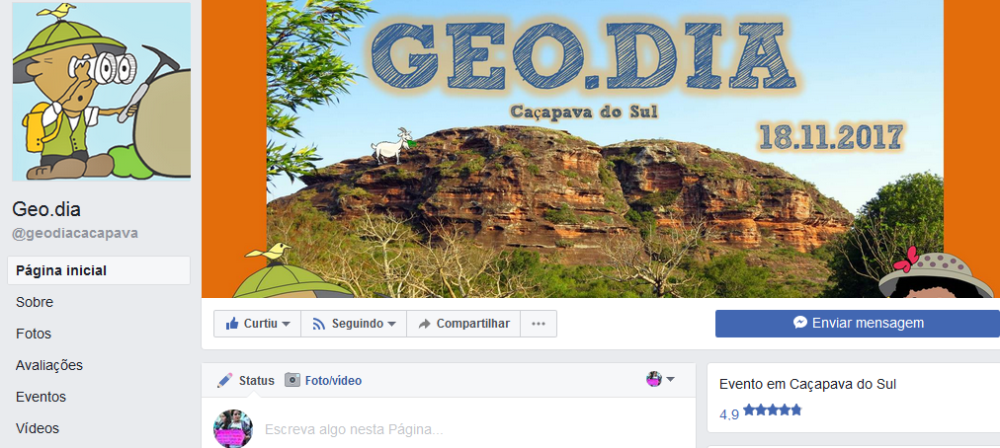 GEO.DIA
Caçapava do Sul
18.11.2017
Geo.dia
@geodiacacapava
Página inicial
Sobre
Fotos
Avaliações
Eventos
Vídeos
Curtiu
Seguindo
Compartilhar
Enviar mensagem
Status
Foto/vídeo
Escreva algo nesta Página...
Evento em Caçapava do Sul
4,9